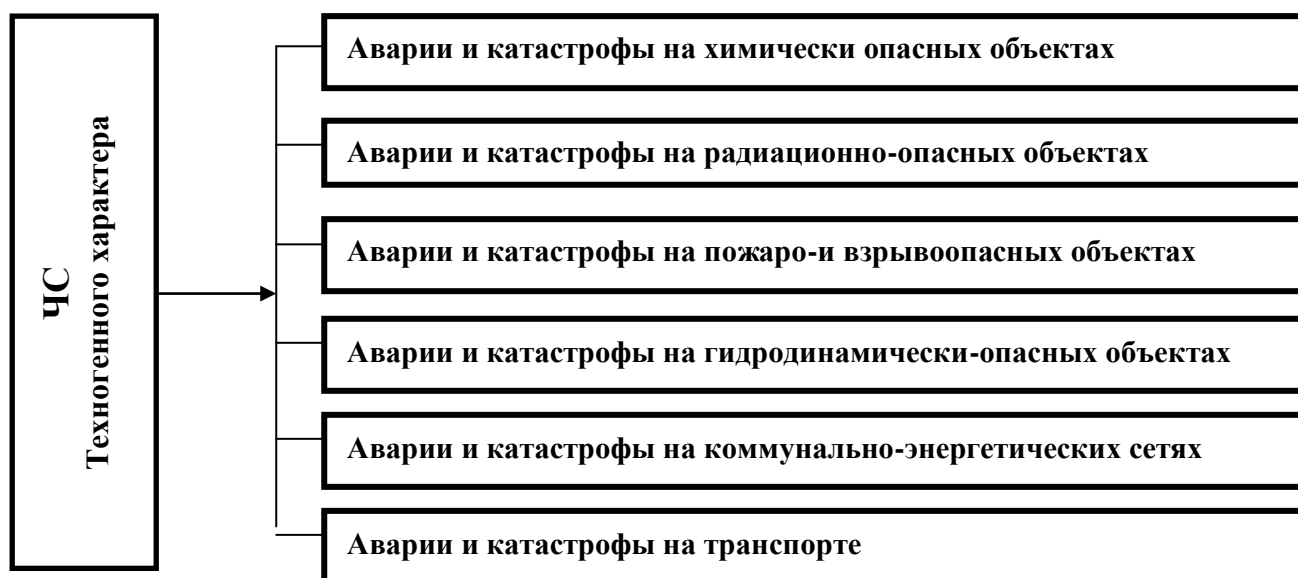 ЧС
Техногенного характера
Аварии и катастрофы на химически опасных объектах
Аварии и катастрофы на радиационно-опасных объектах
Аварии и катастрофы на пожаро-и взрывоопасных объектах
Аварии и катастрофы на гидродинамически-опасных объектах
Аварии и катастрофы на коммунально-энергетических сетях
Аварии и катастрофы на транспорте